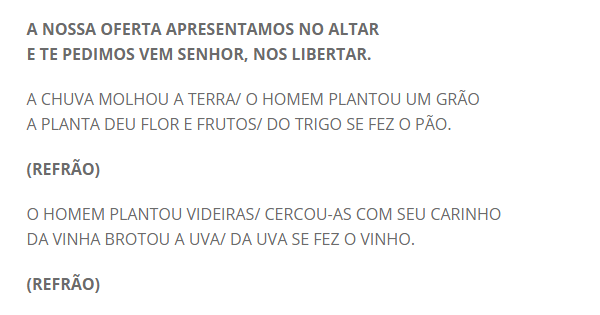 A NOSSA OFERTA APRESENTAMOS NO ALTAR
E TE PEDIMOS VEM SENHOR, NOS LIBERTAR.
A CHUVA MOLHOU A TERRA/ O HOMEM PLANTOU UM GRÃO
A PLANTA DEU FLOR E FRUTOS/ DO TRIGO SE FEZ O PÃO.
(REFRÃO)
O HOMEM PLANTOU VIDEIRAS/ CERCOU-AS COM SEU CARINHO
DA VINHA BROTOU A UVA/ DA UVA SE FEZ O VINHO.
(REFRÃO)